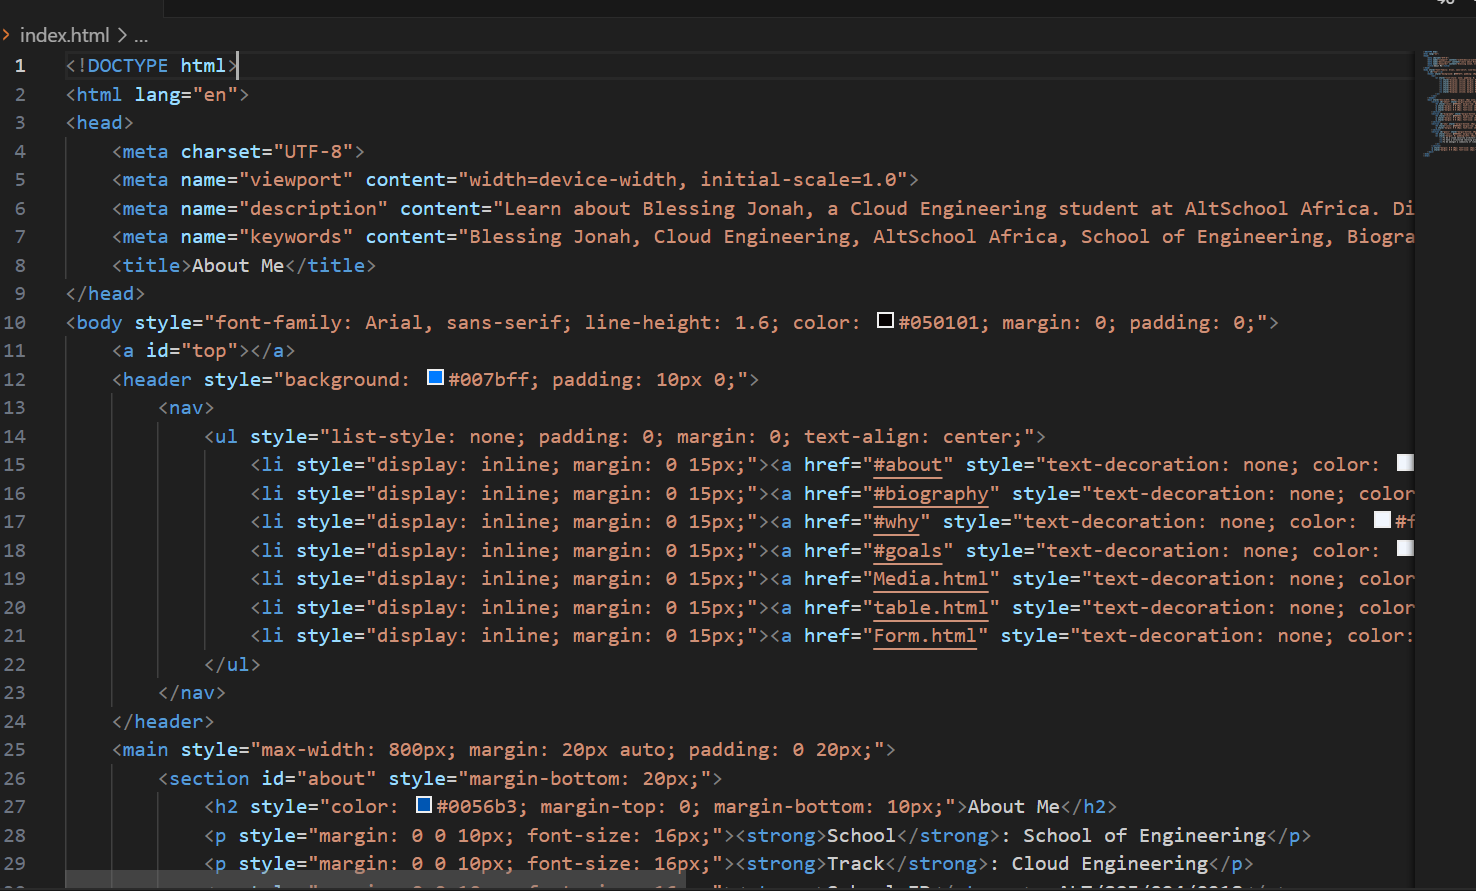 index.html > ...
1 <!DOCTYPE html>
2 <html lang="en">
3 <head>
4 <meta charset="UTF-8">
5 <meta name="viewport" content="width=device-width, initial-scale=1.0">
6 <meta name="description" content="Learn about Blessing Jonah, a Cloud Engineering student at AltSchool Africa. Di
7 <meta name="keywords" content="Blessing Jonah, Cloud Engineering, AltSchool Africa, School of Engineering, Biogra
8 <title>About Me</title>
9 </head>
10 <body style="font-family: Arial, sans-serif; line-height: 1.6; color: #050101; margin: 0; padding: 0;">
11 <a id="top"></a>
12 <header style="background: #007bff; padding: 10px 0;">
13 <nav>
14 <ul style="list-style: none; padding: 0; margin: 0; text-align: center;">
15 <li style="display: inline; margin: 0 15px;"><a href="#about" style="text-decoration: none; color:
16 <li style="display: inline; margin: 0 15px;"><a href="#biography" style="text-decoration: none; color
17 <li style="display: inline; margin: 0 15px;"><a href="#why" style="text-decoration: none; color: #f
18 <li style="display: inline; margin: 0 15px;"><a href="#goals" style="text-decoration: none; color:
19 <li style="display: inline; margin: 0 15px;"><a href="Media.html" style="text-decoration: none; color
20 <li style="display: inline; margin: 0 15px;"><a href="table.html" style="text-decoration: none; color
21 <li style="display: inline; margin: 0 15px;"><a href="Form.html" style="text-decoration: none; color:
22 </ul>
23 </nav>
24 </header>
25 <main style="max-width: 800px; margin: 20px auto; padding: 0 20px;">
26 <section id="about" style="margin-bottom: 20px;">
27 <h2 style="color: #0056b3; margin-top: 0; margin-bottom: 10px;">About Me</h2>
28 <p style="margin: 0 0 10px; font-size: 16px;"><strong>School</strong>: School of Engineering</p>
29 <p style="margin: 0 0 10px; font-size: 16px;"><strong>Track</strong>: Cloud Engineering</p>